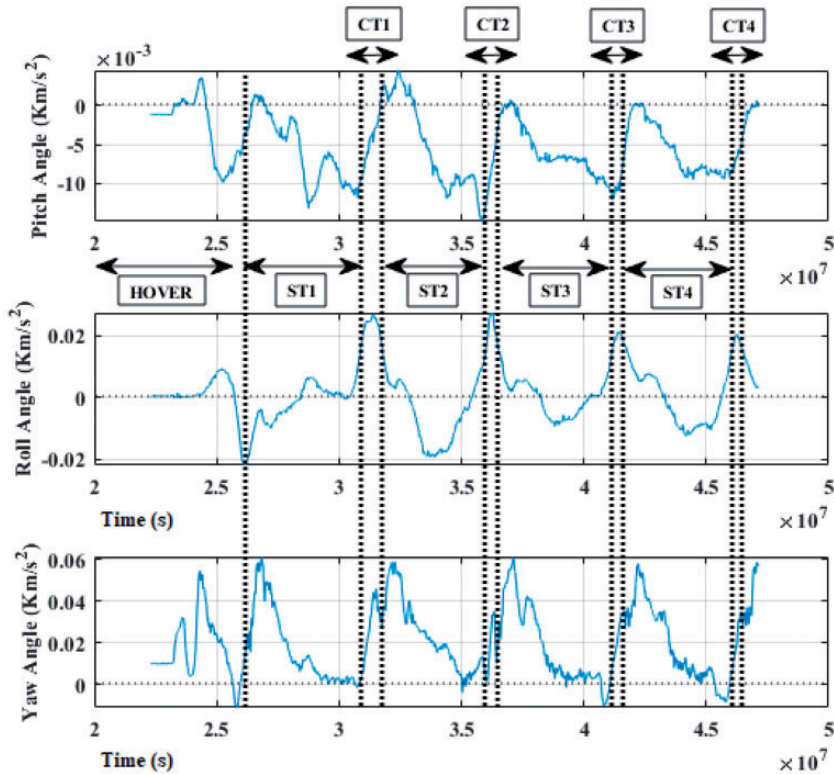 CT1 CT2 CT3 CT4
×10⁻³
Pitch Angle (Km/s²)
0
-5
-10
2 2.5 3 3.5 4 4.5 5
×10⁷
HOVER ST1 ST2 ST3 ST4
Roll Angle (Km/s²)
0.02
0
-0.02
2 2.5 3 3.5 4 4.5 5
Time (s)
×10⁷
Yaw Angle (Km/s²)
0.06
0.04
0.02
0
2 2.5 3 3.5 4 4.5 5
Time (s)
×10⁷